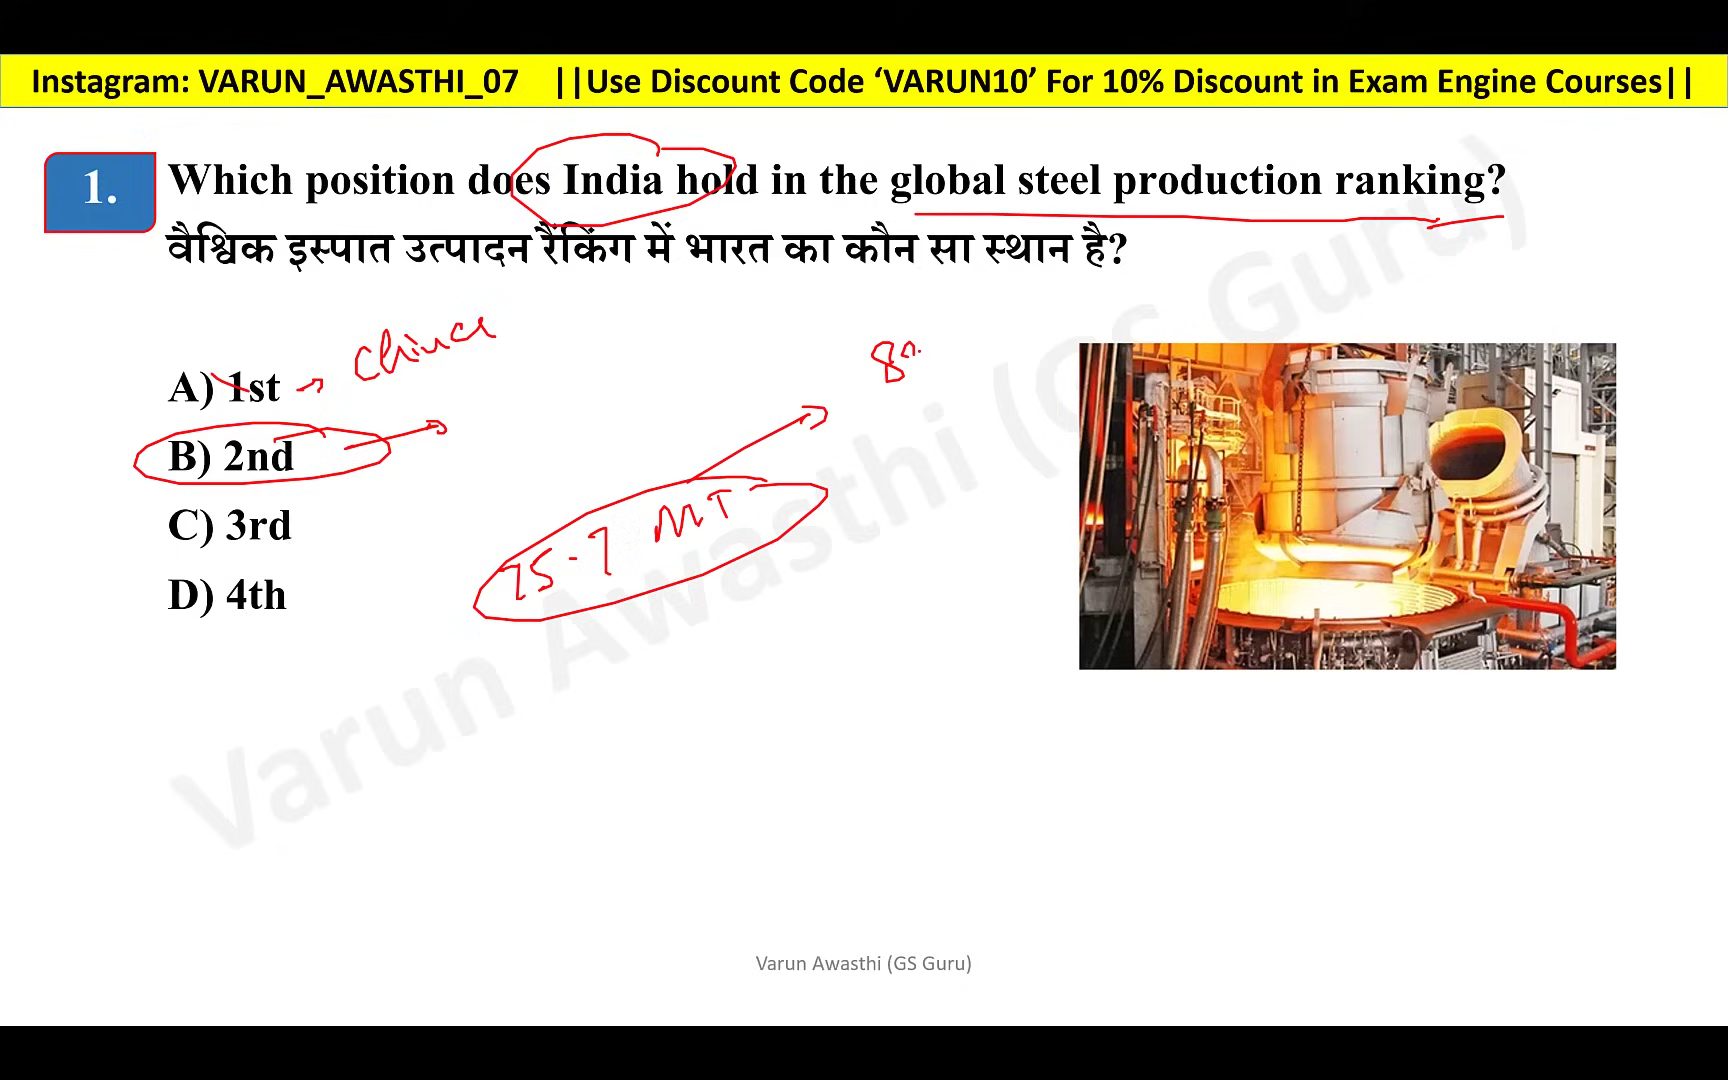 Instagram: VARUN_AWASTHI_07 ||Use Discount Code ‘VARUN10’ For 10% Discount in Exam Engine Courses||
1. Which position does India hold in the global steel production ranking?
वैश्विक इस्पात उत्पादन रैंकिंग में भारत का कौन सा स्थान है?
A) 1st → China
B) 2nd
C) 3rd
D) 4th
75.7 MT
Varun Awasthi (GS Guru)
Varun Awasthi (GS Guru)